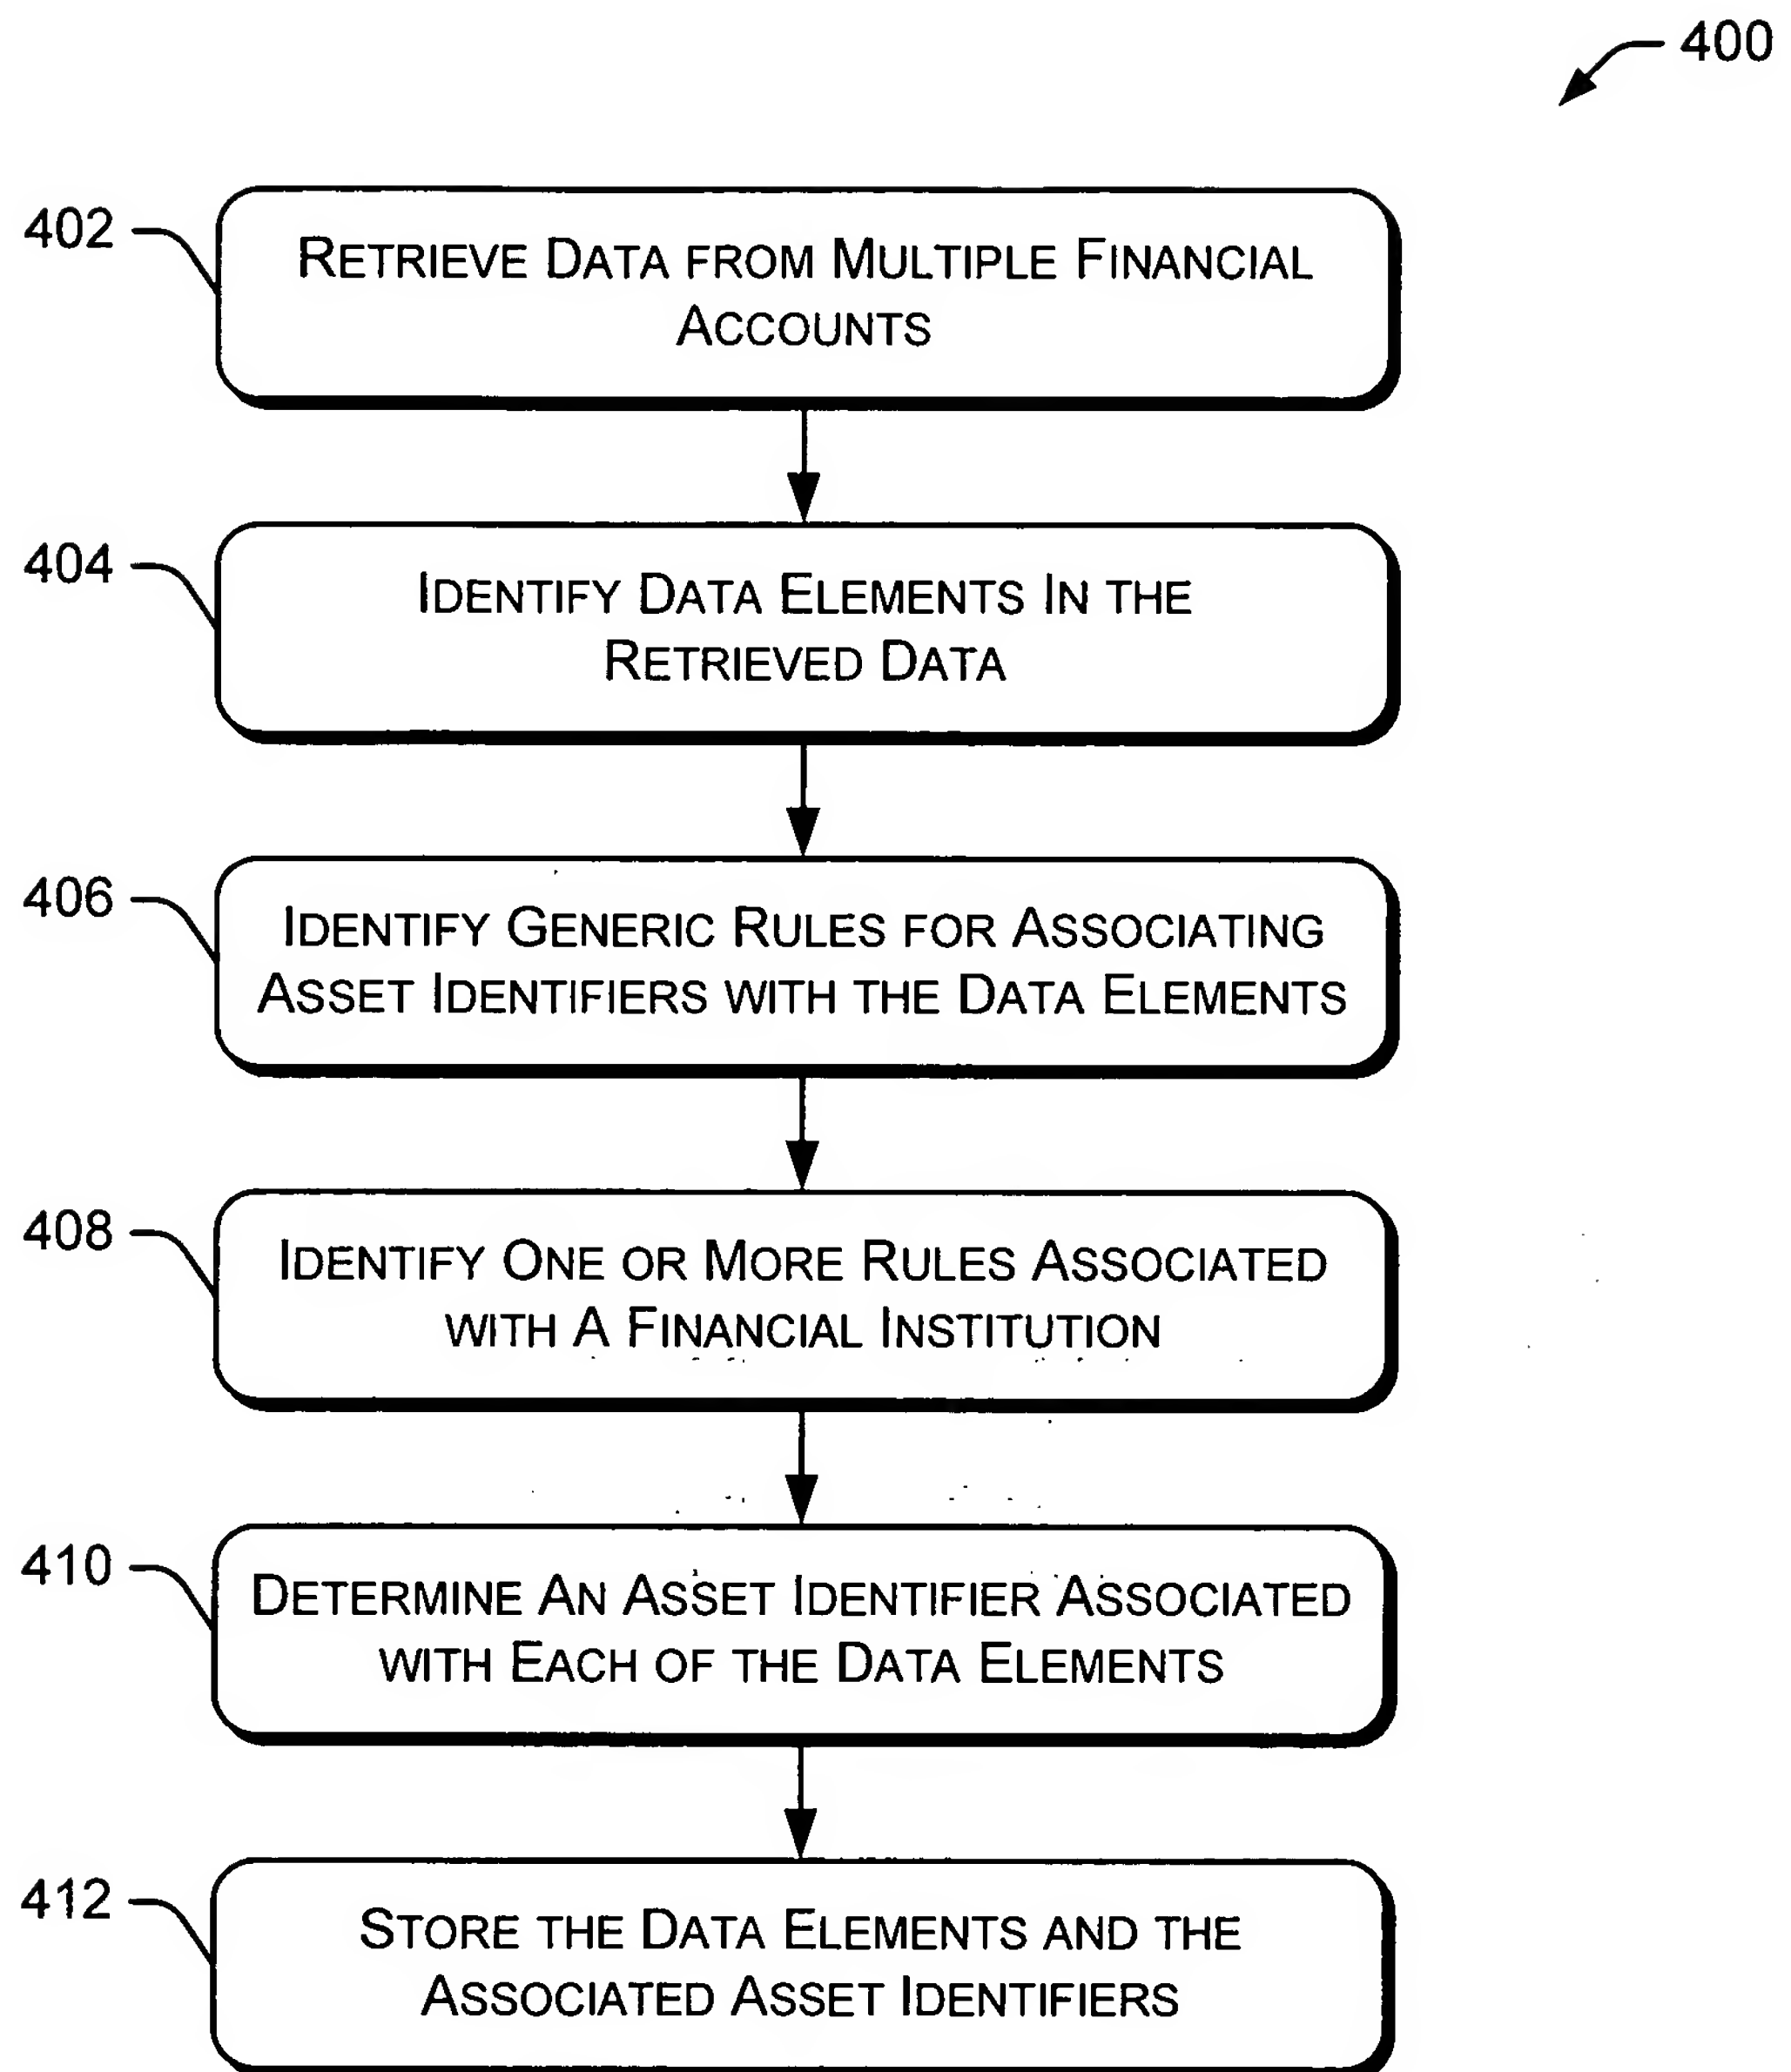 400
402
RETRIEVE DATA FROM MULTIPLE FINANCIAL
ACCOUNTS
404
IDENTIFY DATA ELEMENTS IN THE
RETRIEVED DATA
406
IDENTIFY GENERIC RULES FOR ASSOCIATING
ASSET IDENTIFIERS WITH THE DATA ELEMENTS
408
IDENTIFY ONE OR MORE RULES ASSOCIATED
WITH A FINANCIAL INSTITUTION
410
DETERMINE AN ASSET IDENTIFIER ASSOCIATED
WITH EACH OF THE DATA ELEMENTS
412
STORE THE DATA ELEMENTS AND THE
ASSOCIATED ASSET IDENTIFIERS